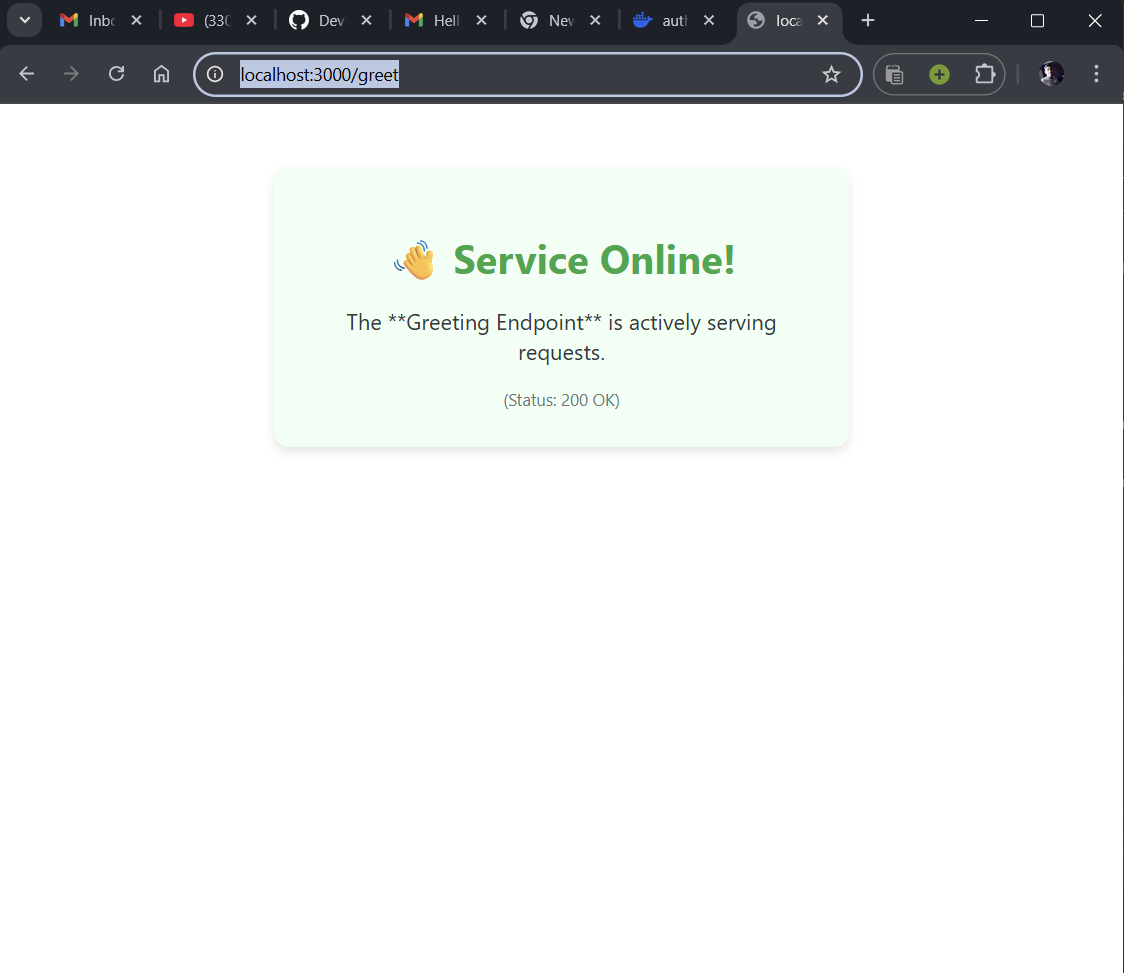 Inbc
(330
Dev
Hell
New
auth
loca
localhost:3000/greet
👋 Service Online!
The **Greeting Endpoint** is actively serving
requests.
(Status: 200 OK)